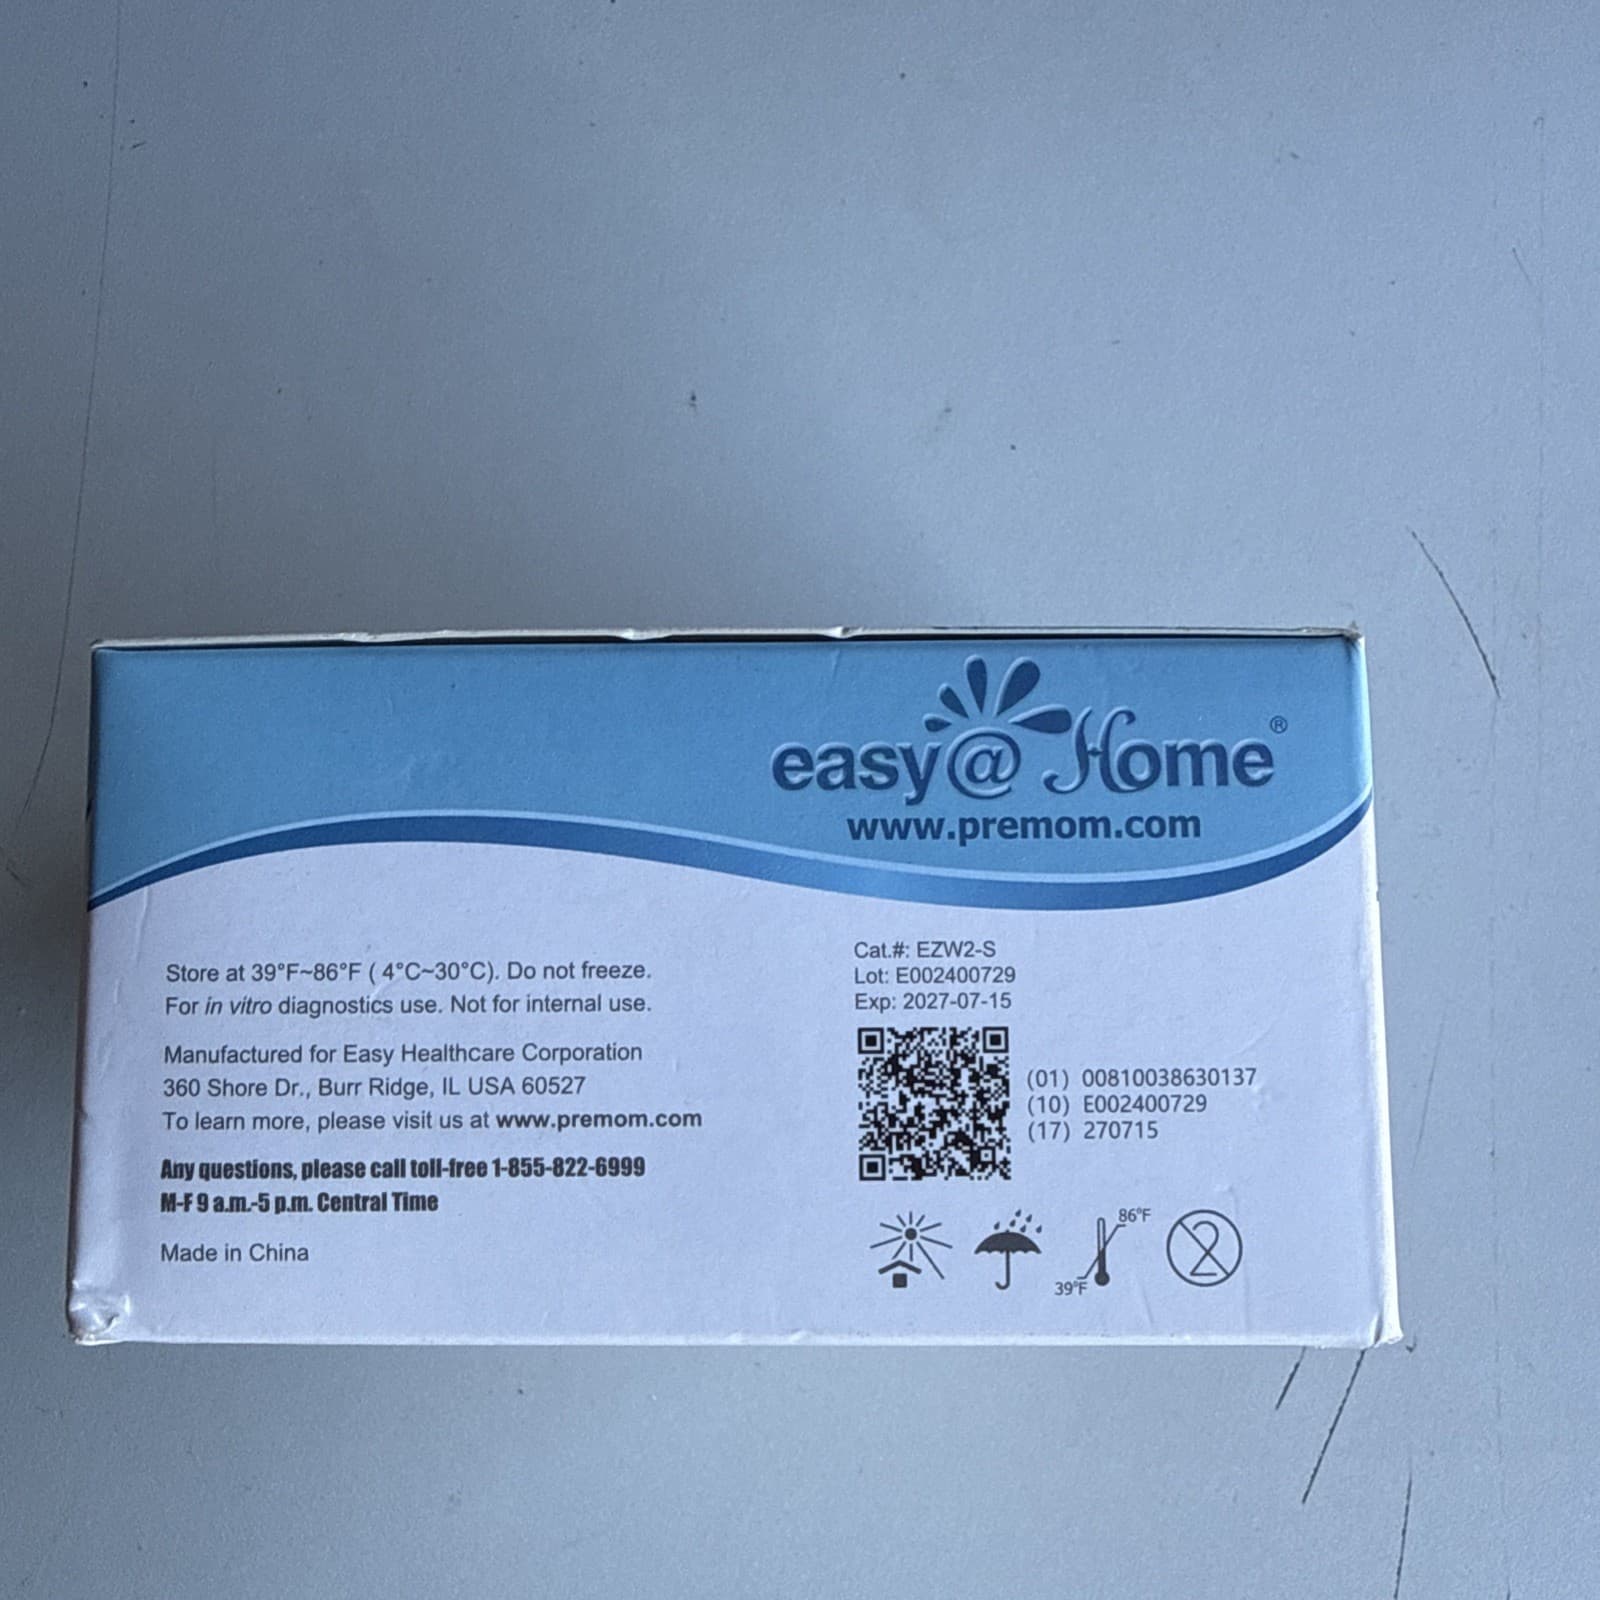 easy@Home®
www.premom.com
Store at 39°F~86°F ( 4°C~30°C). Do not freeze.
For in vitro diagnostics use. Not for internal use.
Manufactured for Easy Healthcare Corporation
360 Shore Dr., Burr Ridge, IL USA 60527
To learn more, please visit us at www.premom.com
Any questions, please call toll-free 1-855-822-6999
M-F 9 a.m.-5 p.m. Central Time
Made in China
Cat.#: EZW2-S
Lot: E002400729
Exp: 2027-07-15
(01) 00810038630137
(10) E002400729
(17) 270715
86°F
39°F
2